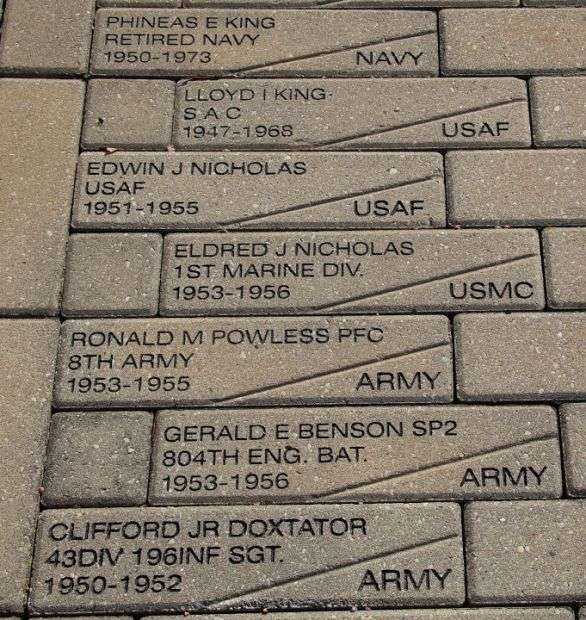 PHINEAS E KING
RETIRED NAVY
1950-1973 NAVY
LLOYD I KING
S A C
1947-1968 USAF
EDWIN J NICHOLAS
USAF
1951-1955 USAF
ELDRED J NICHOLAS
1ST MARINE DIV.
1953-1956 USMC
RONALD M POWLESS PFC
8TH ARMY
1953-1955 ARMY
GERALD E BENSON SP2
804TH ENG. BAT.
1953-1956 ARMY
CLIFFORD JR DOXTATOR
43DIV 196INF SGT.
1950-1952 ARMY